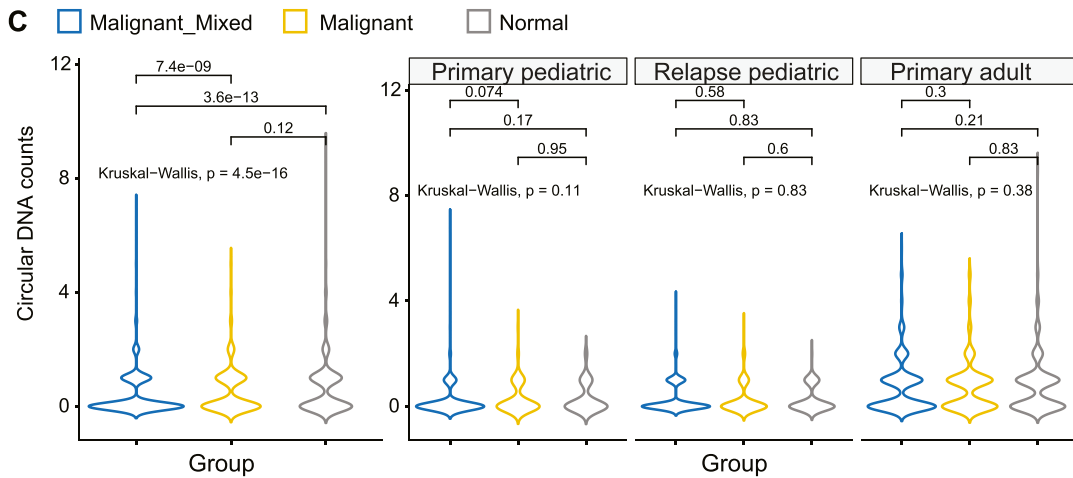 C
Malignant_Mixed Malignant Normal
Circular DNA counts
12
8
4
0
7.4e−09
3.6e−13
0.12
Kruskal−Wallis, p = 4.5e−16
Group
12
8
4
0
Primary pediatric
0.074
0.17
0.95
Kruskal−Wallis, p = 0.11
Relapse pediatric
0.58
0.83
0.6
Kruskal−Wallis, p = 0.83
Primary adult
0.3
0.21
0.83
Kruskal−Wallis, p = 0.38
Group